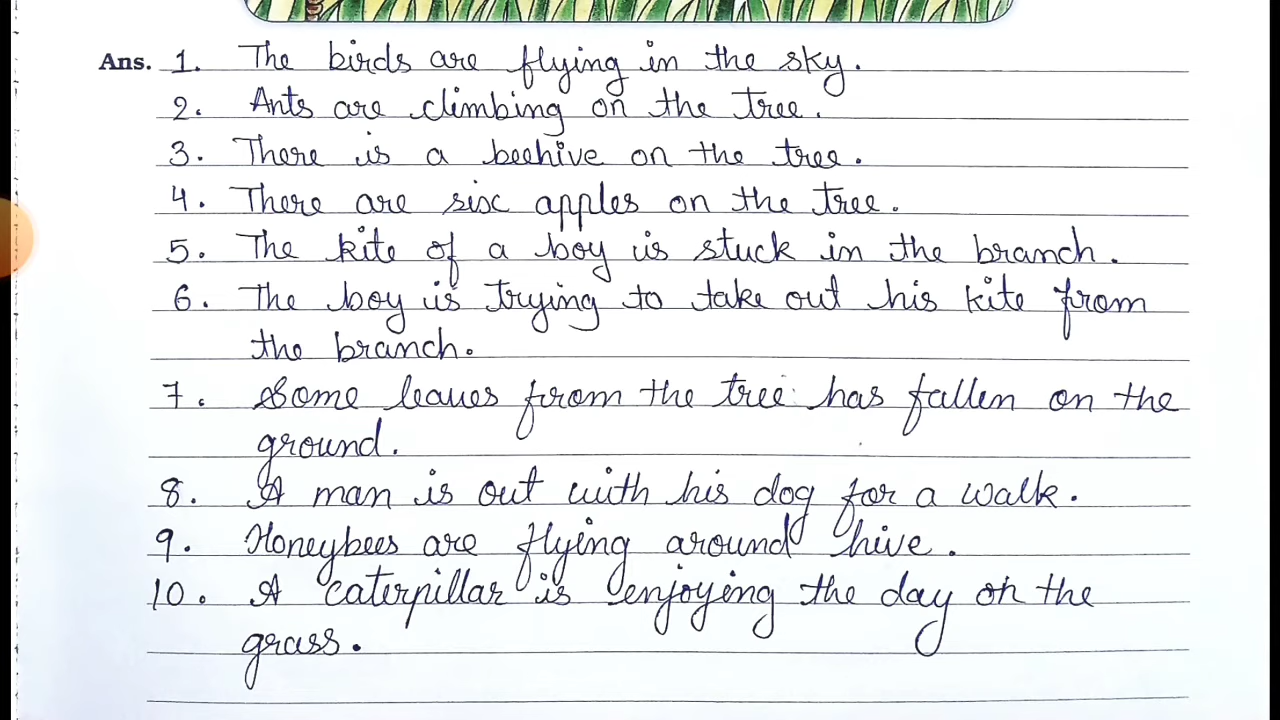 Ans. 1. The birds are flying in the sky.
2. Ants are climbing on the tree.
3. There is a beehive on the tree.
4. There are six apples on the tree.
5. The kite of a boy is stuck in the branch.
6. The boy is trying to take out his kite from
the branch.
7. Some leaves from the tree has fallen on the
ground.
8. A man is out with his dog for a walk.
9. Honeybees are flying around hive.
10. A caterpillar is enjoying the day on the
grass.